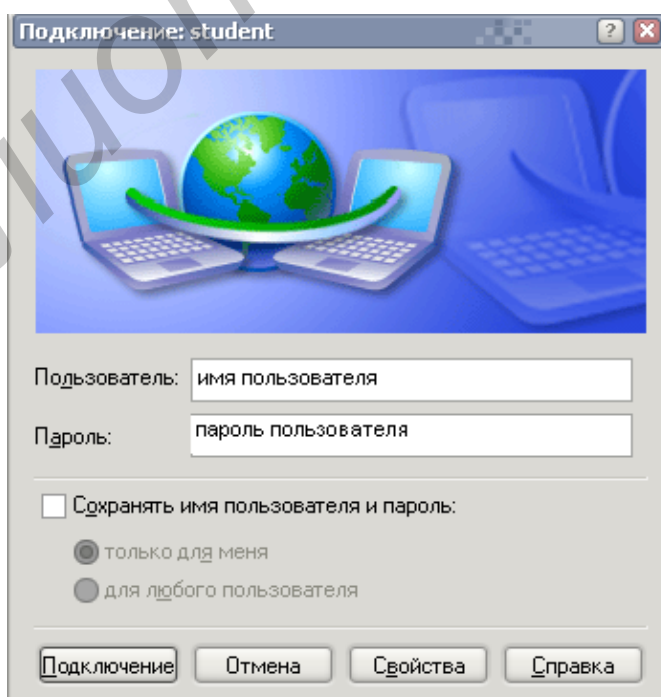 Подключение: student
Пользователь: имя пользователя
Пароль: пароль пользователя
Сохранять имя пользователя и пароль:
только для меня
для любого пользователя
Подключение Отмена Свойства Справка